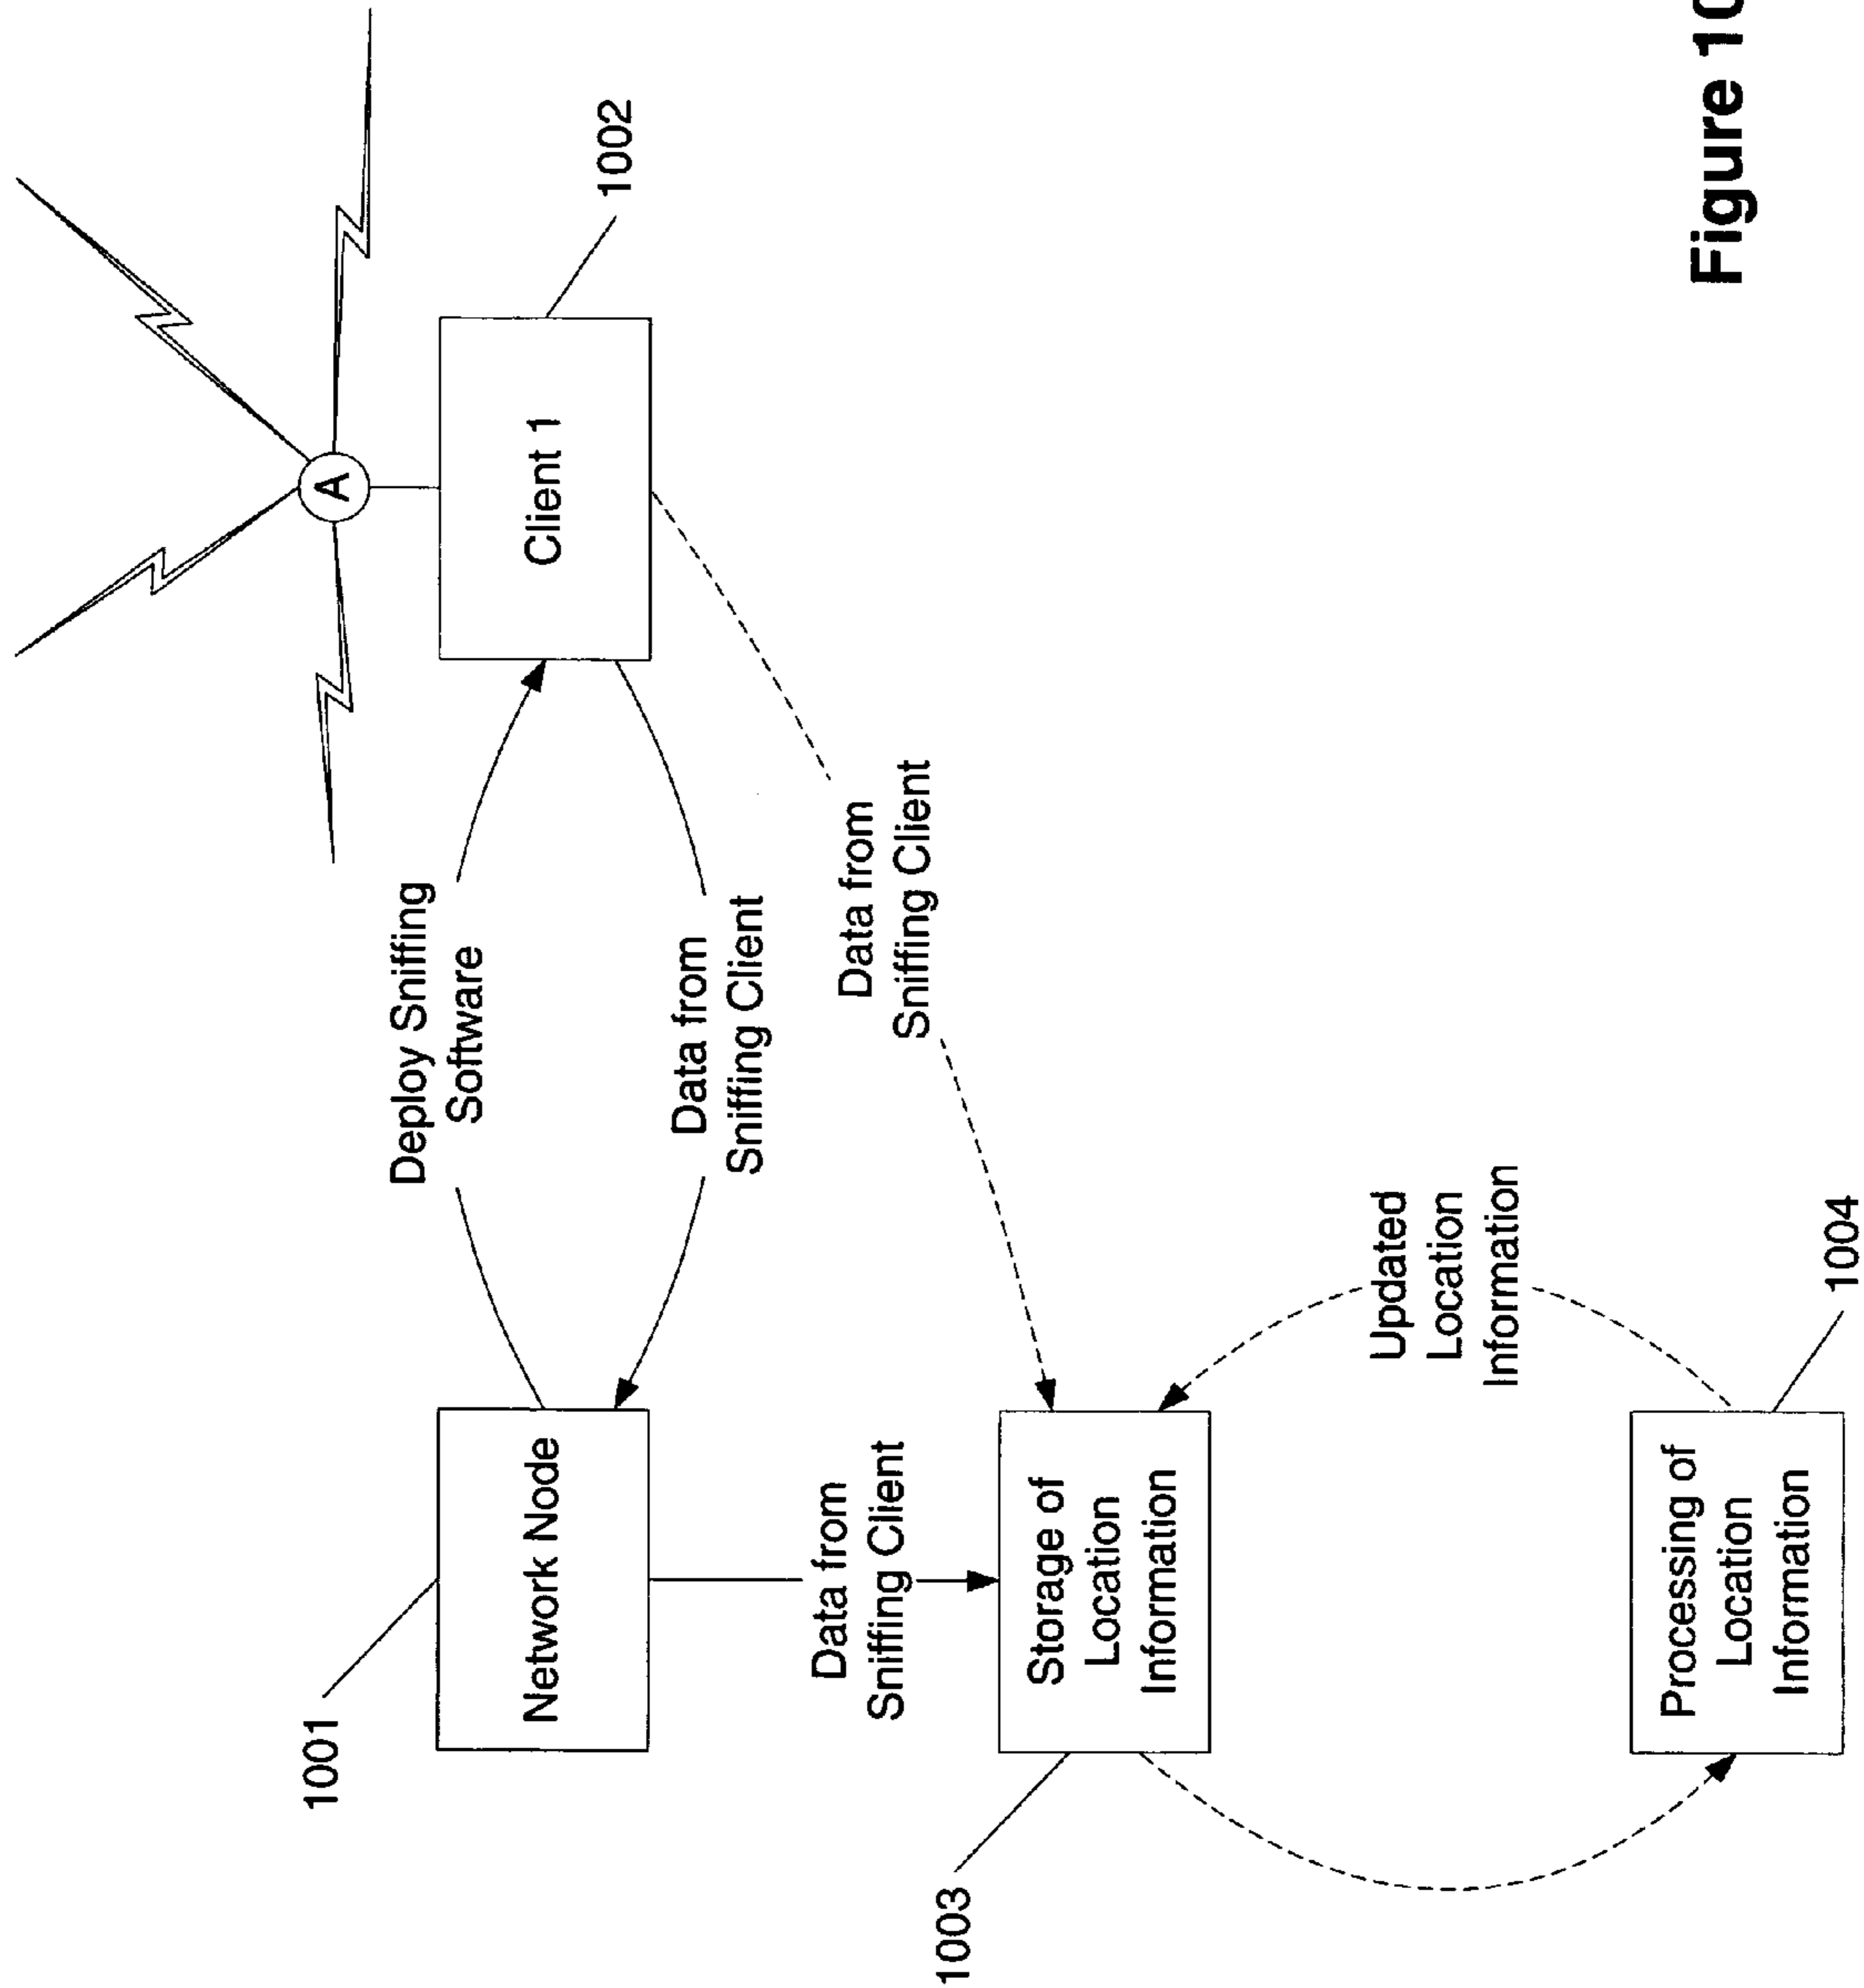 A
1001
Network Node
Deploy Sniffing
Software
Data from
Sniffing Client
Client 1
1002
Data from
Sniffing Client
Data from
Sniffing Client
1003
Storage of
Location
Information
Updated
Location
Information
Processing of
Location
Information
1004
Figure 10